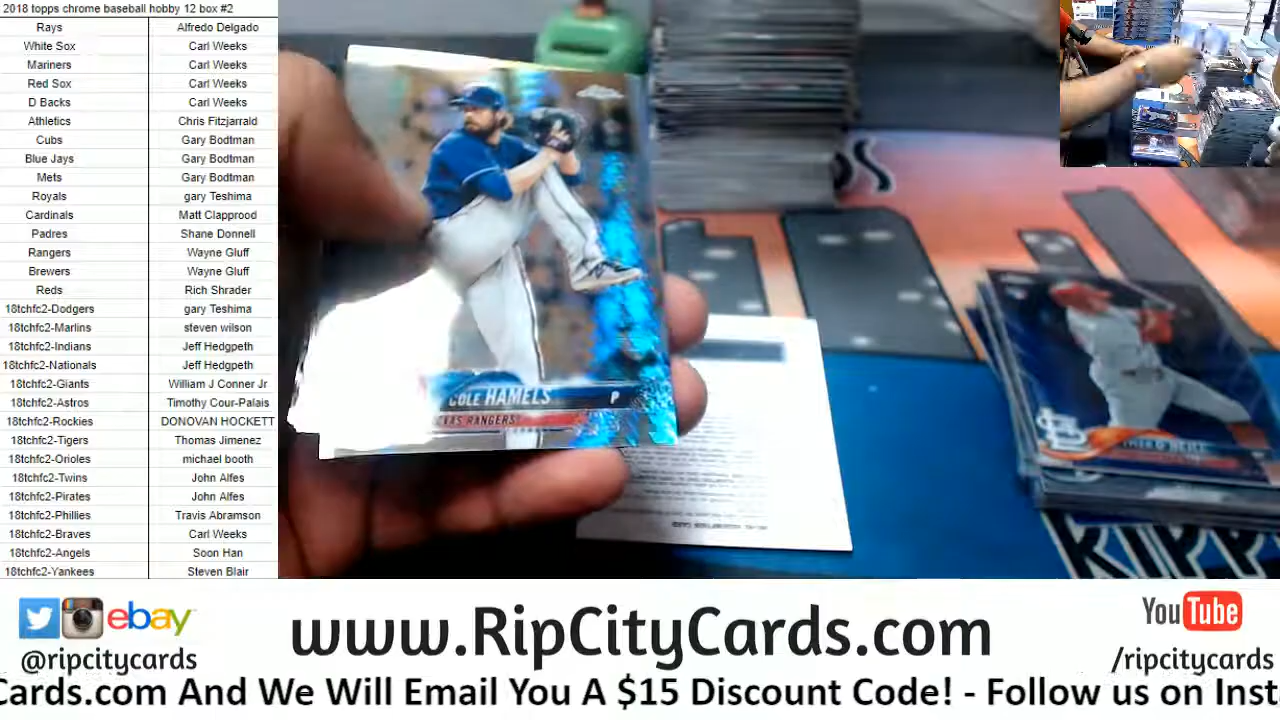 2018 topps chrome baseball hobby 12 box #2
Rays Alfredo Delgado
White Sox Carl Weeks
Mariners Carl Weeks
Red Sox Carl Weeks
D Backs Carl Weeks
Athletics Chris Fitzjarrald
Cubs Gary Bodtman
Blue Jays Gary Bodtman
Mets Gary Bodtman
Royals gary Teshima
Cardinals Matt Clapprood
Padres Shane Donnell
Rangers Wayne Gluff
Brewers Wayne Gluff
Reds Rich Shrader
18tchfc2-Dodgers gary Teshima
18tchfc2-Marlins steven wilson
18tchfc2-Indians Jeff Hedgpeth
18tchfc2-Nationals Jeff Hedgpeth
18tchfc2-Giants William J Conner Jr
18tchfc2-Astros Timothy Cour-Palais
18tchfc2-Rockies DONOVAN HOCKETT
18tchfc2-Tigers Thomas Jimenez
18tchfc2-Orioles michael booth
18tchfc2-Twins John Alfes
18tchfc2-Pirates John Alfes
18tchfc2-Phillies Travis Abramson
18tchfc2-Braves Carl Weeks
18tchfc2-Angels Soon Han
18tchfc2-Yankees Steven Blair
COLE HAMELS P
XAS RANGERS
RIPP
ebay
@ripcitycards
www.RipCityCards.com
YouTube
/ripcitycards
Cards.com And We Will Email You A $15 Discount Code! - Follow us on Inst